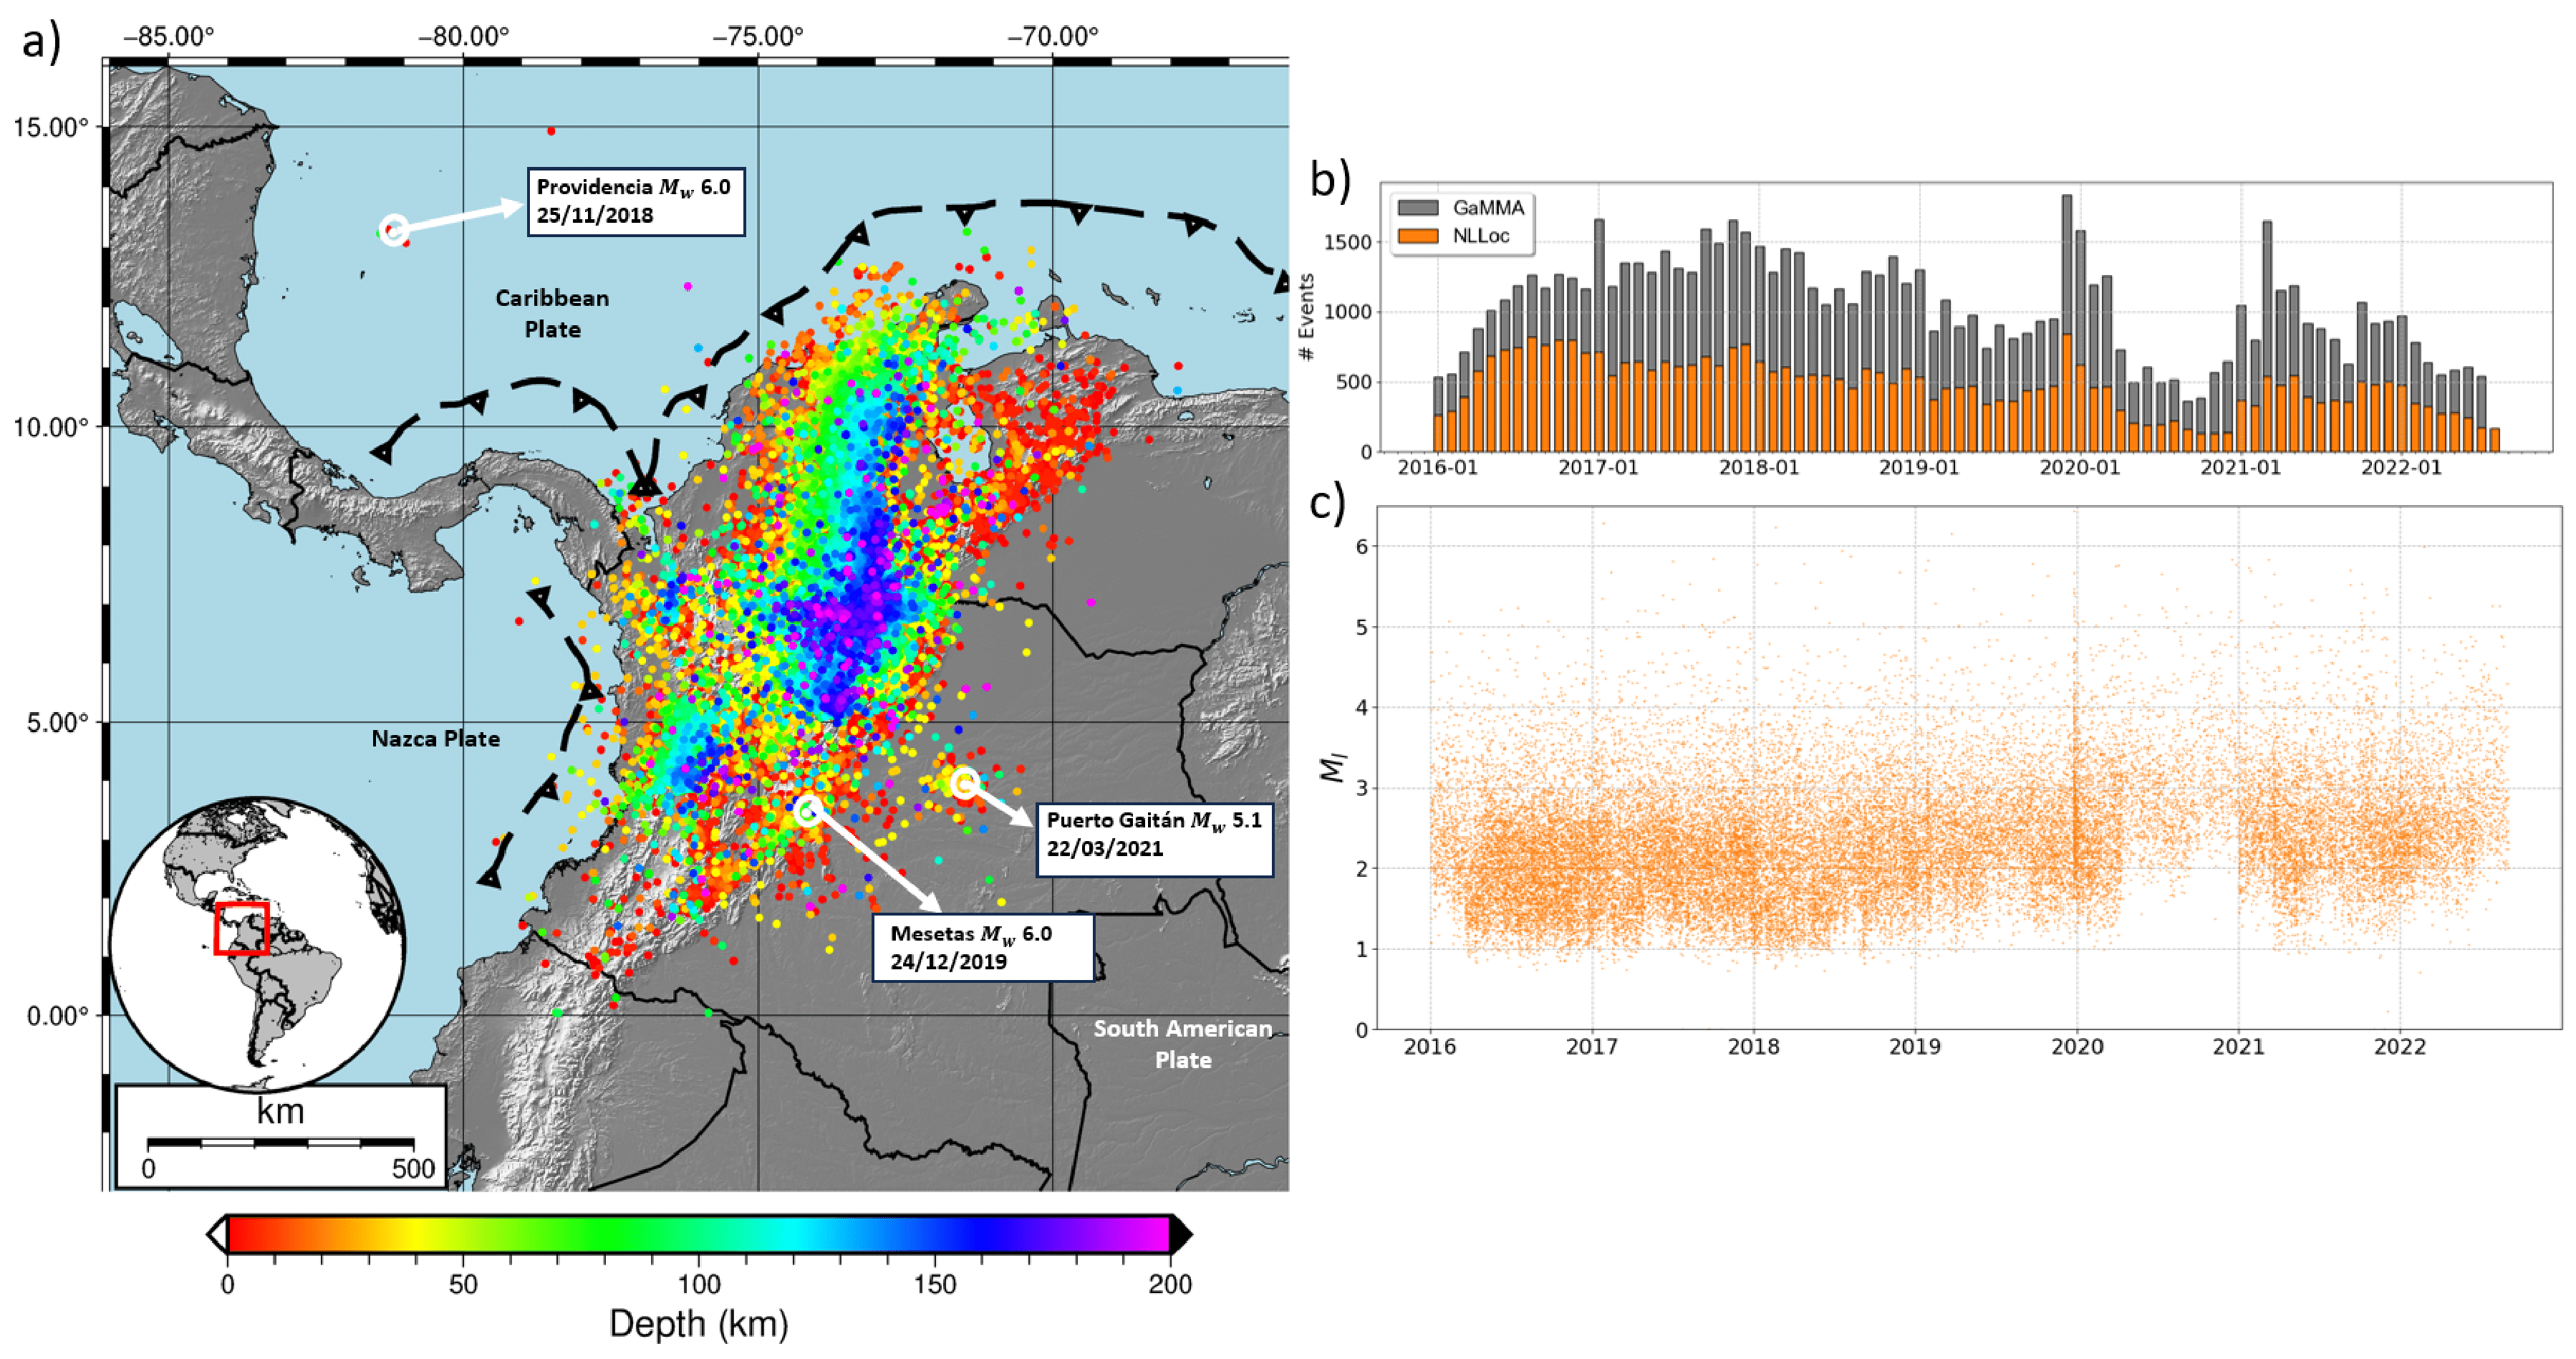 a)
−85.00°
−80.00°
−75.00°
−70.00°
15.00°
10.00°
5.00°
0.00°
Providencia Mw 6.0
25/11/2018
Caribbean
Plate
Nazca Plate
Puerto Gaitán Mw 5.1
22/03/2021
Mesetas Mw 6.0
24/12/2019
South American
Plate
km
0
500
0
50
100
150
200
Depth (km)
b)
GaMMA
NLLoc
# Events
1500
1000
500
0
2016-01
2017-01
2018-01
2019-01
2020-01
2021-01
2022-01
c)
Ml
6
5
4
3
2
1
0
2016
2017
2018
2019
2020
2021
2022